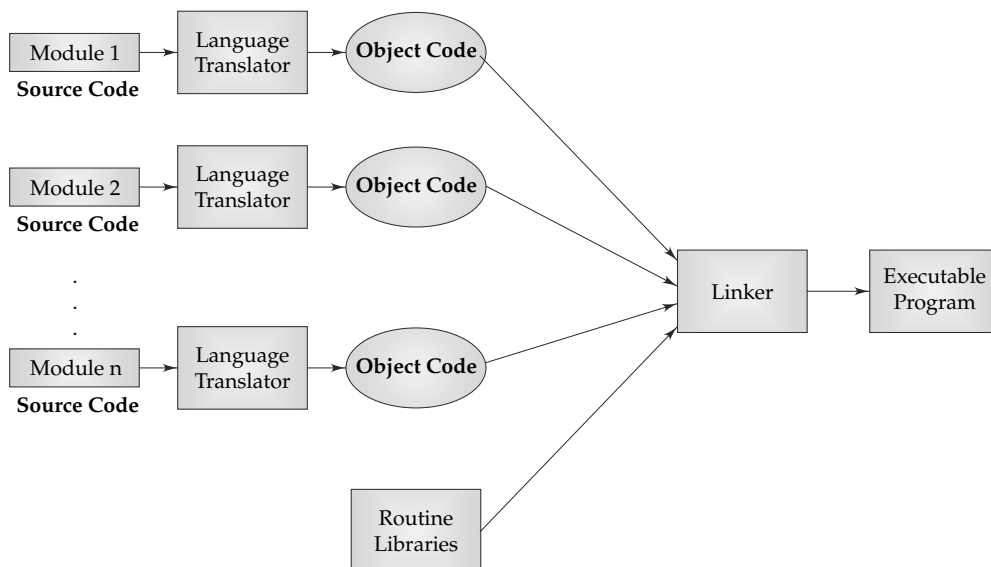 Module 1
Source Code
Language
Translator
Object Code
Module 2
Source Code
Language
Translator
Object Code
.
.
.
Module n
Source Code
Language
Translator
Object Code
Routine
Libraries
Linker
Executable
Program